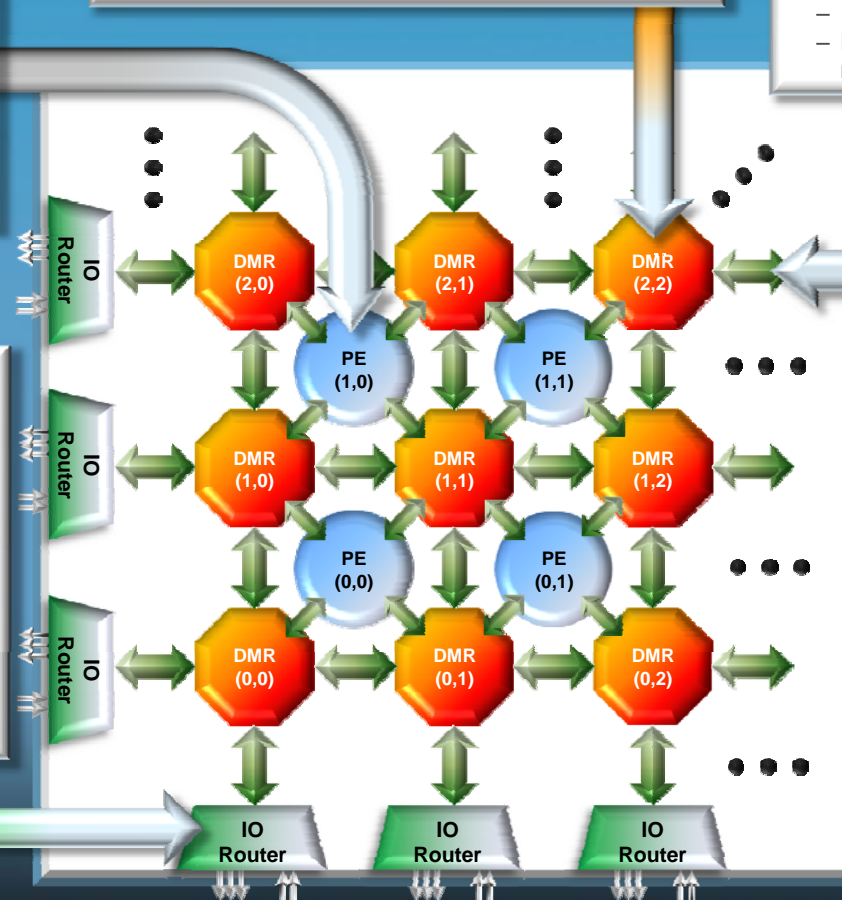 –
–
IO
Router
DMR
(2,0)
DMR
(2,1)
DMR
(2,2)
PE
(1,0)
PE
(1,1)
IO
Router
DMR
(1,0)
DMR
(1,1)
DMR
(1,2)
PE
(0,0)
PE
(0,1)
IO
Router
DMR
(0,0)
DMR
(0,1)
DMR
(0,2)
IO
Router
IO
Router
IO
Router